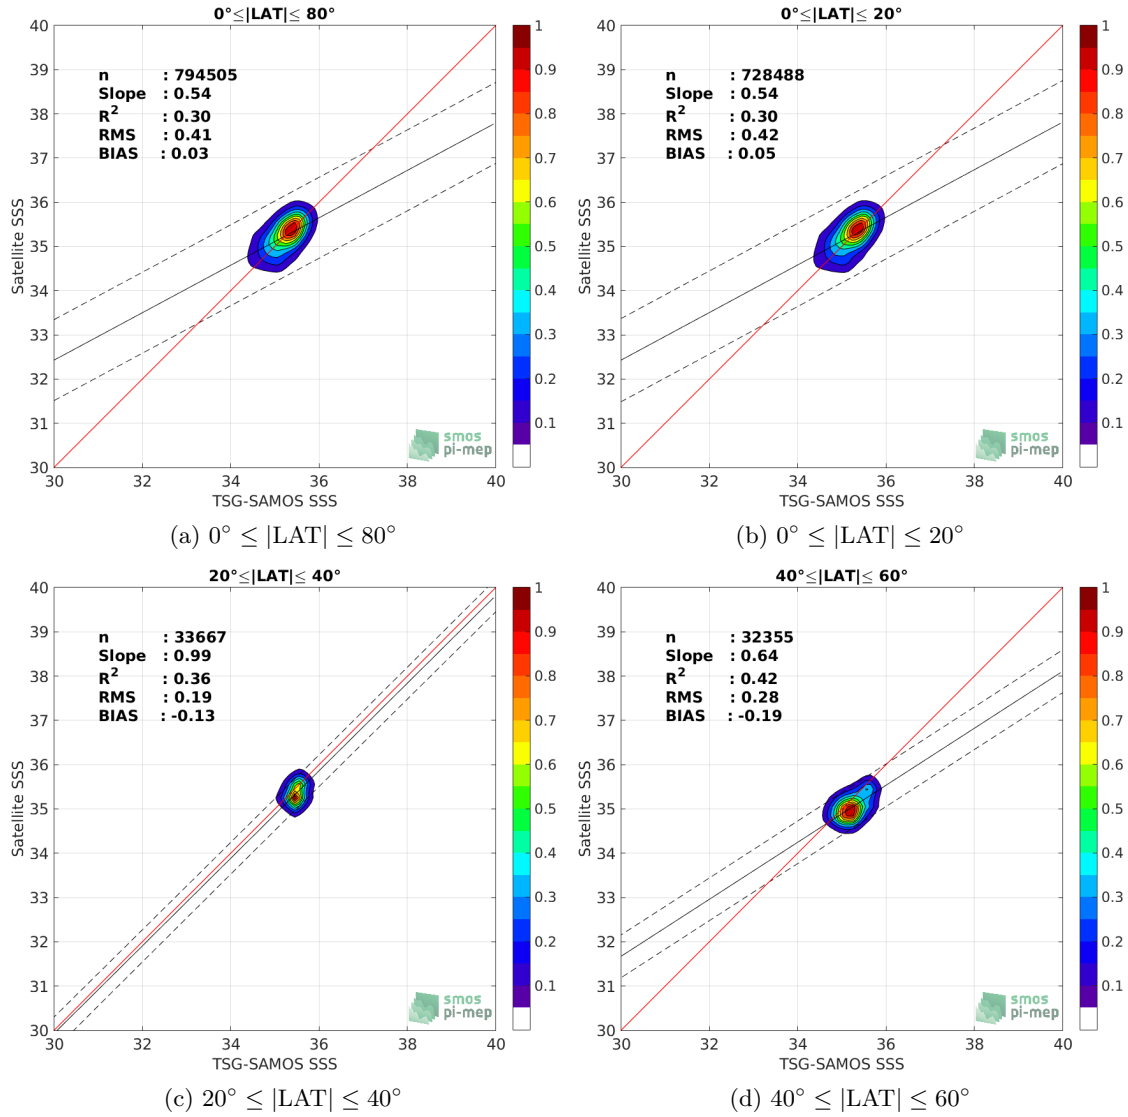 0°≤|LAT|≤ 80°
n : 794505
Slope : 0.54
R2 : 0.30
RMS : 0.41
BIAS : 0.03
40
39
38
37
36
35
34
33
32
31
30
Satellite SSS
30 32 34 36 38 40
TSG-SAMOS SSS
1
0.9
0.8
0.7
0.6
0.5
0.4
0.3
0.2
0.1
smos
pi-mep
(a) 0° ≤ |LAT| ≤ 80°
0°≤|LAT|≤ 20°
n : 728488
Slope : 0.54
R2 : 0.30
RMS : 0.42
BIAS : 0.05
40
39
38
37
36
35
34
33
32
31
30
Satellite SSS
30 32 34 36 38 40
TSG-SAMOS SSS
1
0.9
0.8
0.7
0.6
0.5
0.4
0.3
0.2
0.1
smos
pi-mep
(b) 0° ≤ |LAT| ≤ 20°
20°≤|LAT|≤ 40°
n : 33667
Slope : 0.99
R2 : 0.36
RMS : 0.19
BIAS : -0.13
40
39
38
37
36
35
34
33
32
31
30
Satellite SSS
30 32 34 36 38 40
TSG-SAMOS SSS
1
0.9
0.8
0.7
0.6
0.5
0.4
0.3
0.2
0.1
smos
pi-mep
(c) 20° ≤ |LAT| ≤ 40°
40°≤|LAT|≤ 60°
n : 32355
Slope : 0.64
R2 : 0.42
RMS : 0.28
BIAS : -0.19
40
39
38
37
36
35
34
33
32
31
30
Satellite SSS
30 32 34 36 38 40
TSG-SAMOS SSS
1
0.9
0.8
0.7
0.6
0.5
0.4
0.3
0.2
0.1
smos
pi-mep
(d) 40° ≤ |LAT| ≤ 60°